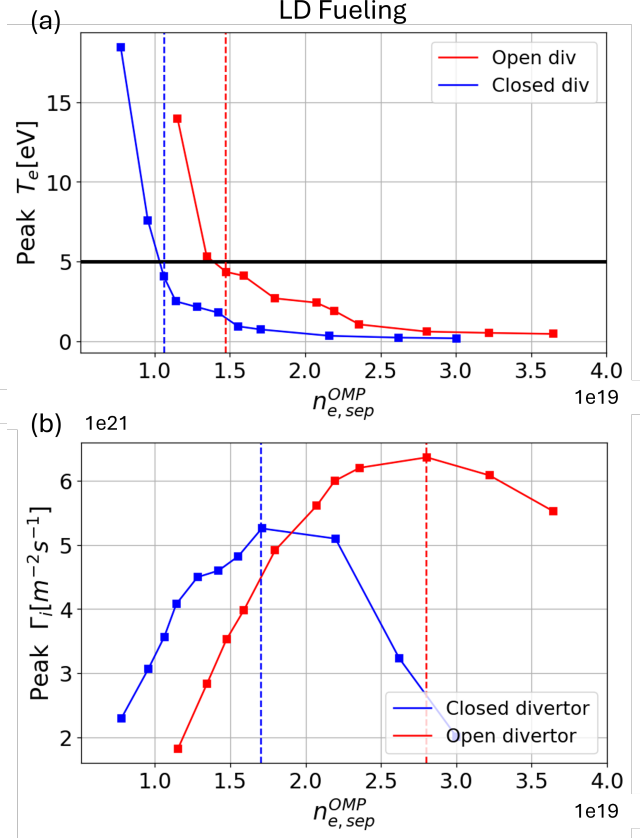 LD Fueling
(a)
Peak T_e[eV]
15
10
5
0
Open div
Closed div
1.0 1.5 2.0 2.5 3.0 3.5 4.0
n_{e,sep}^{OMP}
1e19
(b)
1e21
Peak Γ_i[m^{-2}s^{-1}]
6
5
4
3
2
Closed divertor
Open divertor
1.0 1.5 2.0 2.5 3.0 3.5 4.0
n_{e,sep}^{OMP}
1e19